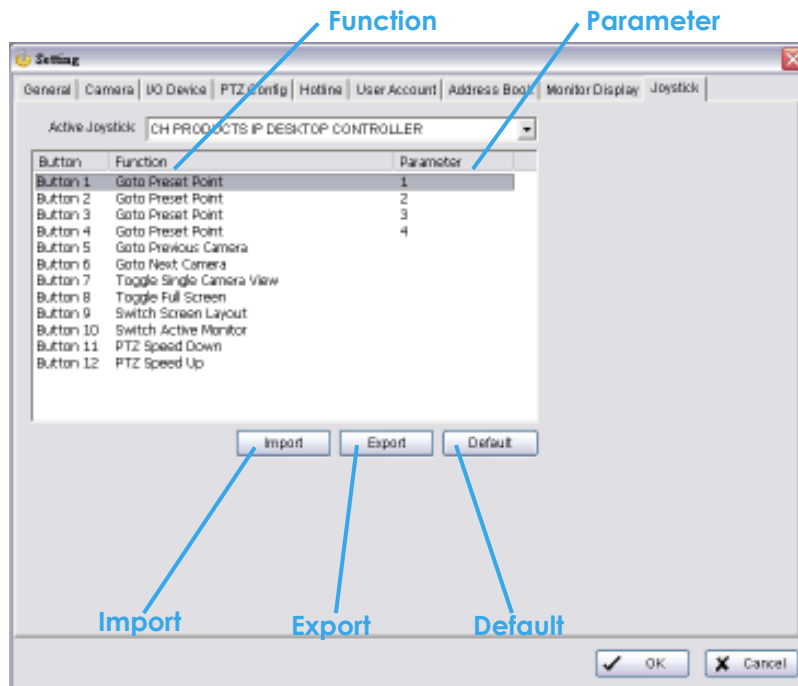 Function Parameter
Setting
General Camera I/O Device PTZ Config Hotline User Account Address Book Monitor Display Joystick
Active Joystick: CH PRODUCTS IP DESKTOP CONTROLLER
Button Function Parameter
Button 1 Goto Preset Point 1
Button 2 Goto Preset Point 2
Button 3 Goto Preset Point 3
Button 4 Goto Preset Point 4
Button 5 Goto Previous Camera
Button 6 Goto Next Camera
Button 7 Toggle Single Camera View
Button 8 Toggle Full Screen
Button 9 Switch Screen Layout
Button 10 Switch Active Monitor
Button 11 PTZ Speed Down
Button 12 PTZ Speed Up
Import Export Default
Import Export Default
OK Cancel